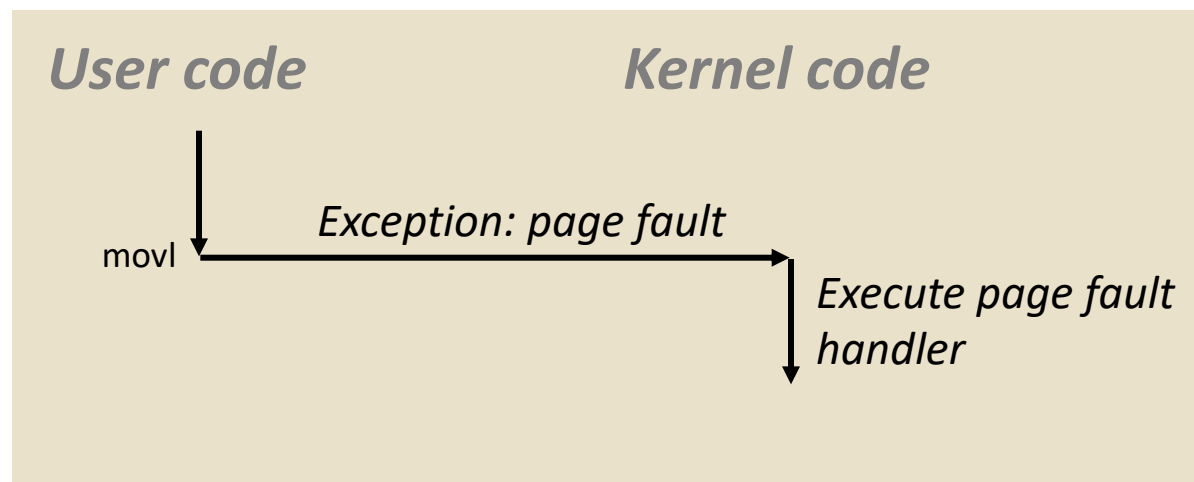 User code
Kernel code
Exception: page fault
movl
Execute page fault
handler